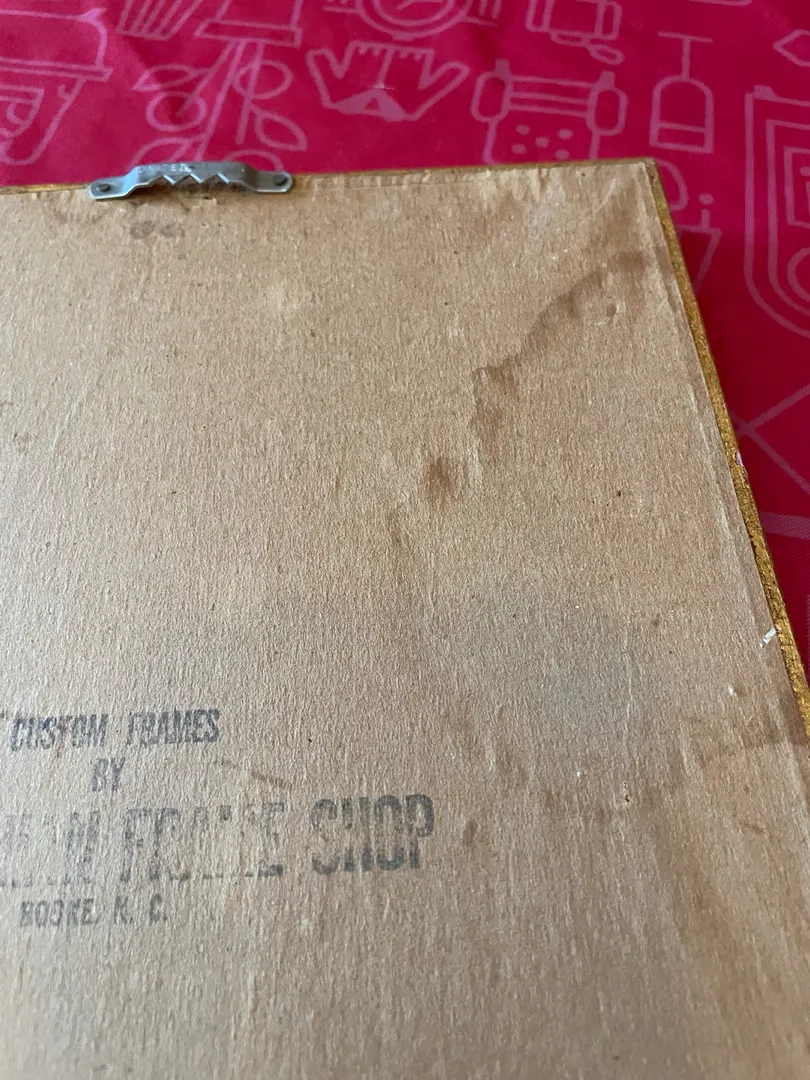 CUSTOM FRAMES
BY
FRAME SHOP
BOONE N. C.